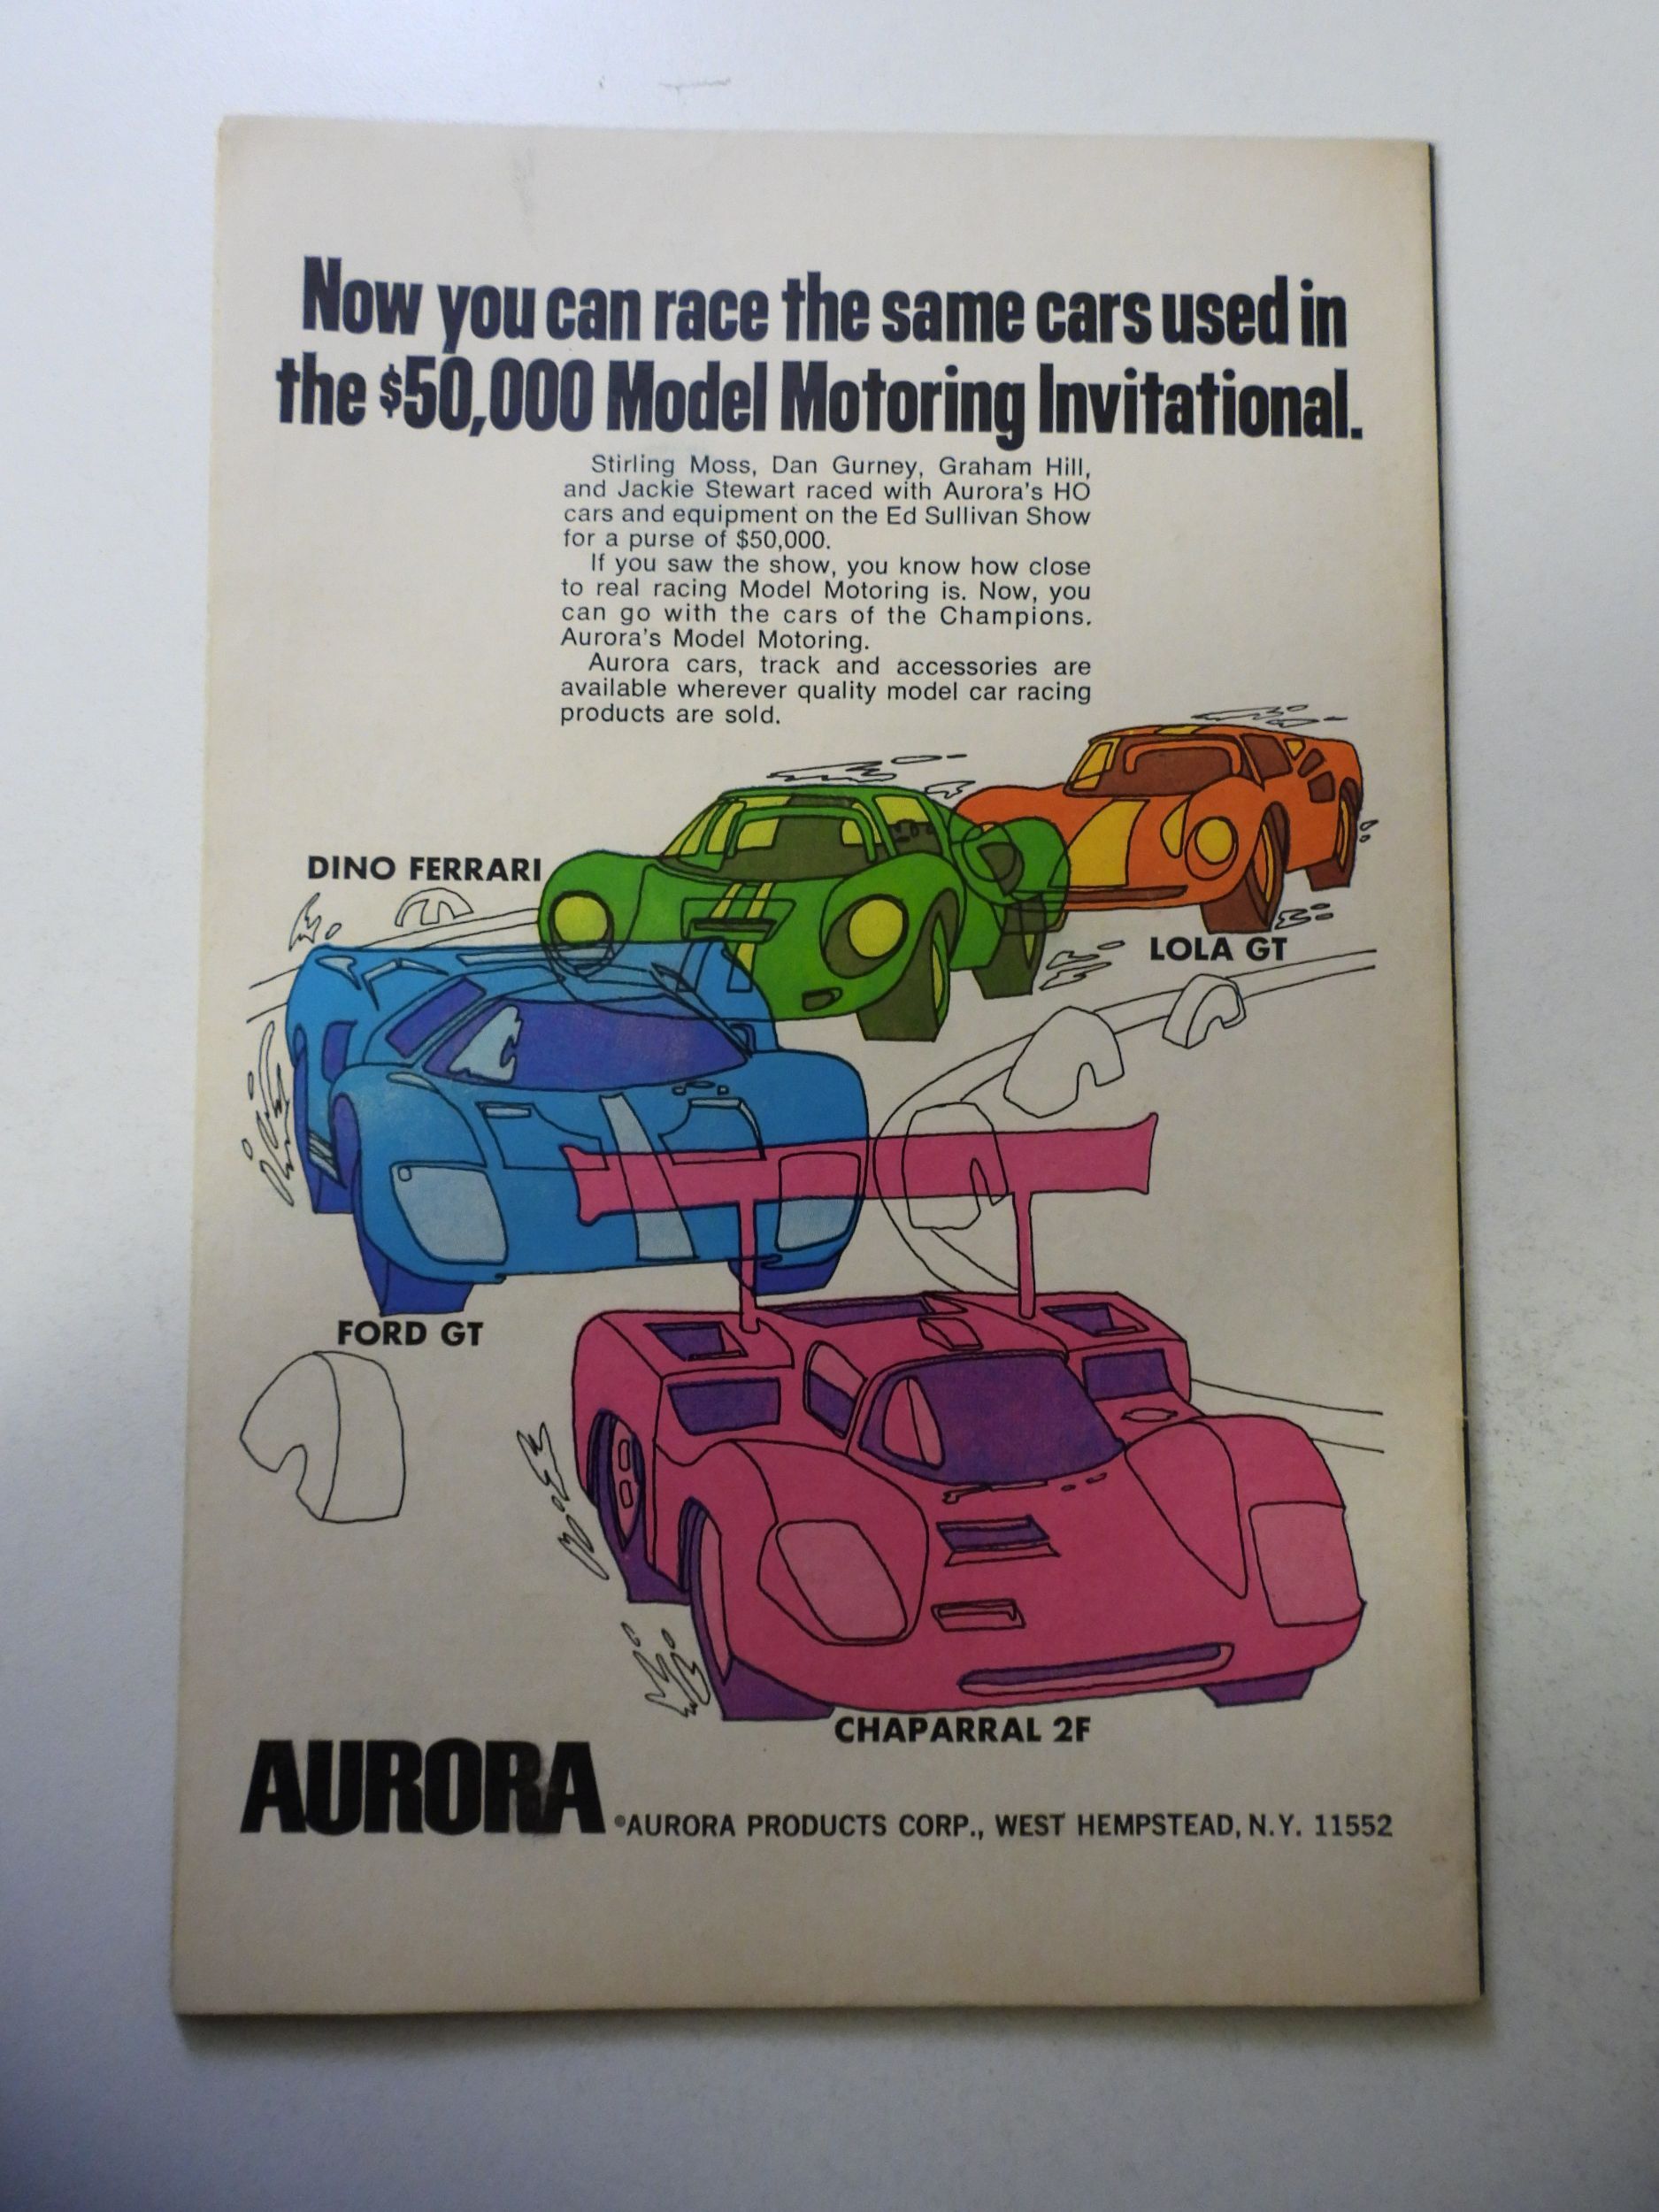 Now you can race the same cars used in
the $50,000 Model Motoring Invitational.
Stirling Moss, Dan Gurney, Graham Hill,
and Jackie Stewart raced with Aurora's HO
cars and equipment on the Ed Sullivan Show
for a purse of $50,000.
If you saw the show, you know how close
to real racing Model Motoring is. Now, you
can go with the cars of the Champions.
Aurora's Model Motoring.
Aurora cars, track and accessories are
available wherever quality model car racing
products are sold.
DINO FERRARI
LOLA GT
FORD GT
CHAPARRAL 2F
AURORA
®AURORA PRODUCTS CORP., WEST HEMPSTEAD, N.Y. 11552